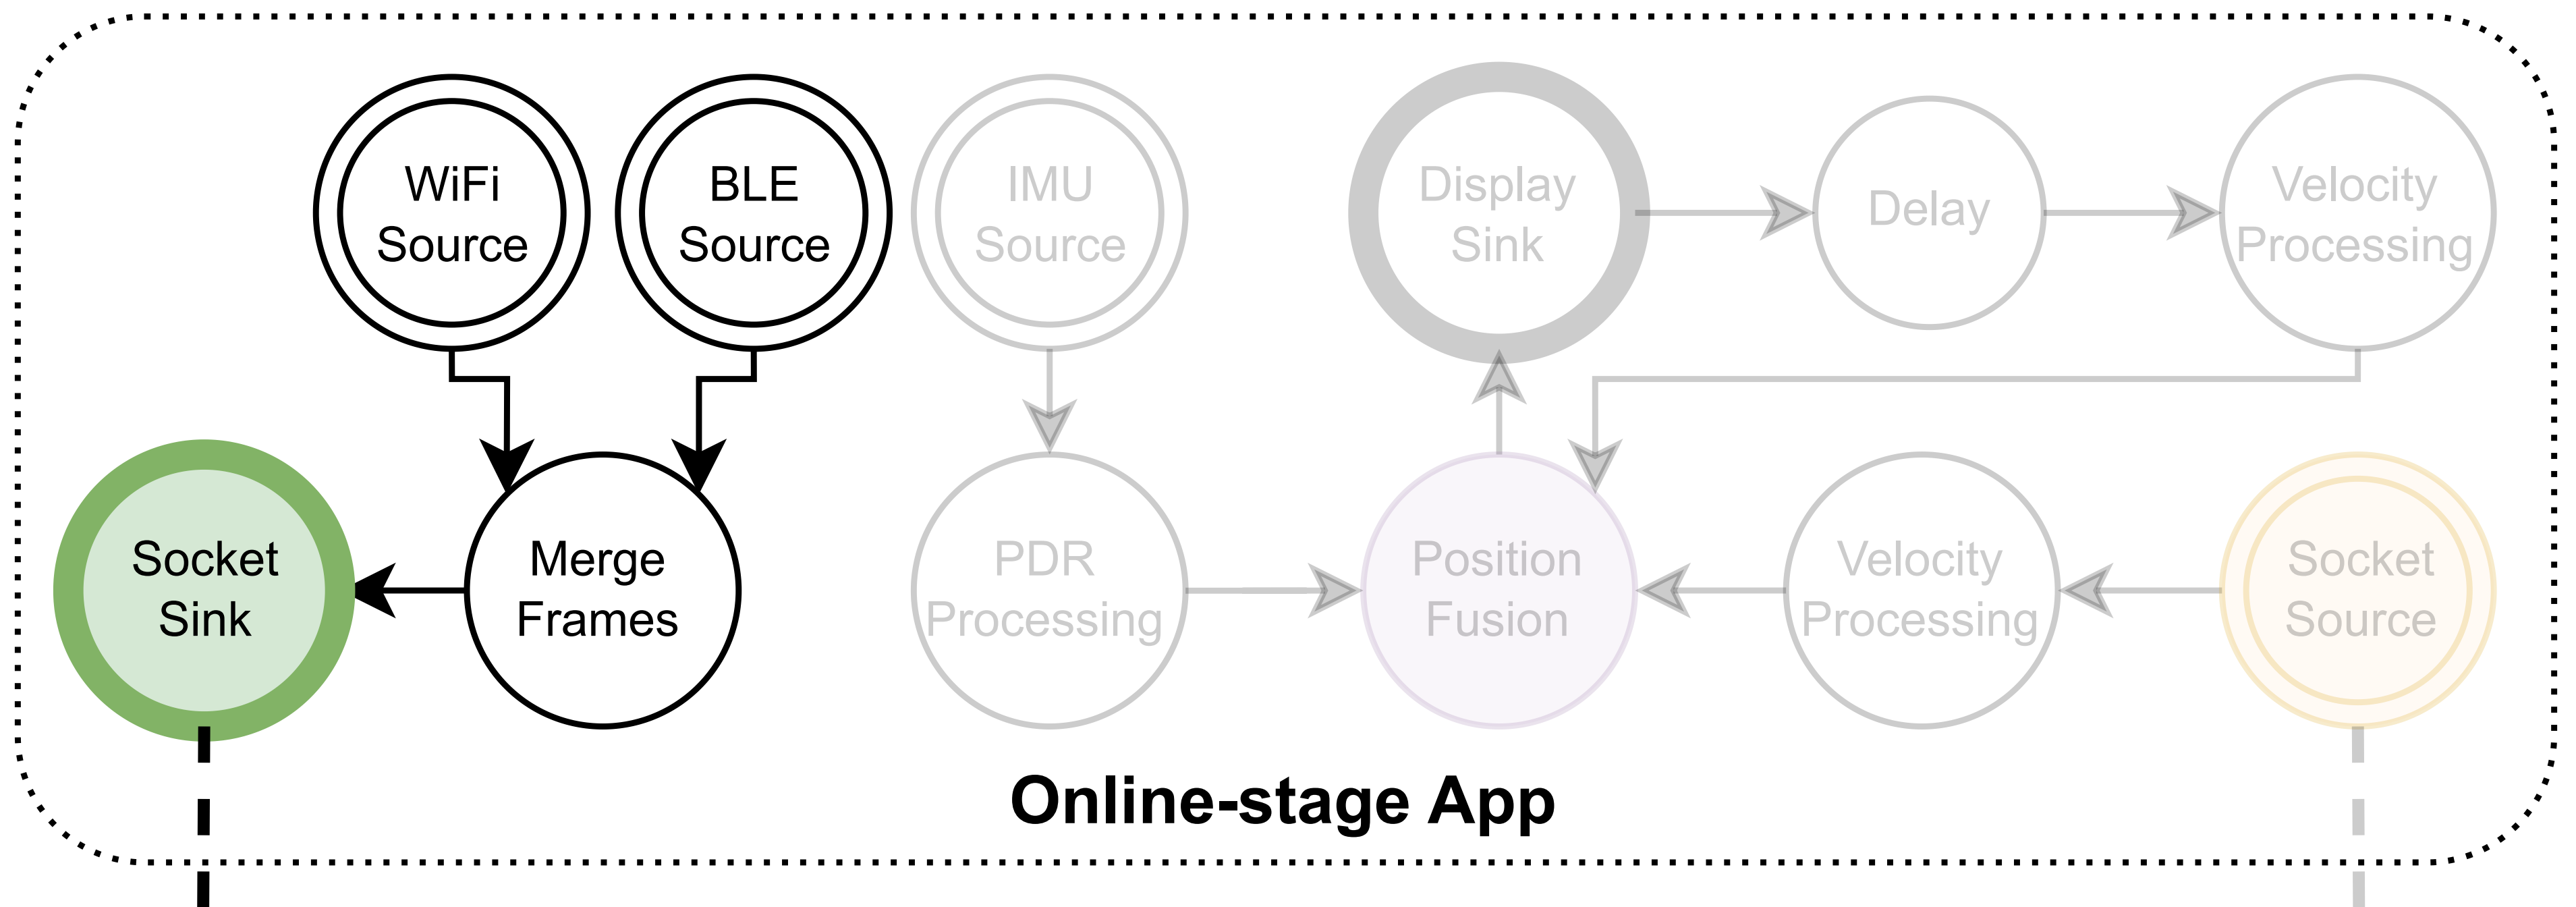 WiFi
Source
BLE
Source
IMU
Source
Display
Sink
Delay
Velocity
Processing
Socket
Sink
Merge
Frames
PDR
Processing
Position
Fusion
Velocity
Processing
Socket
Source
Online-stage App